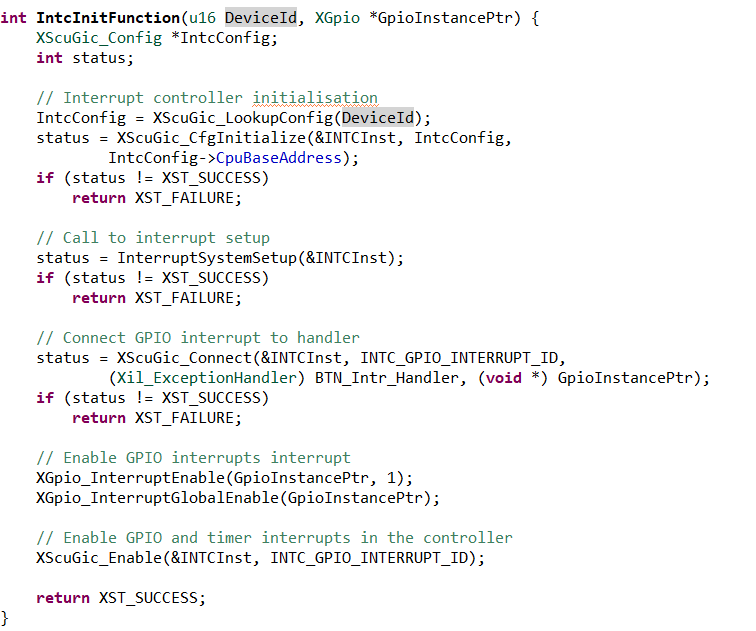 int IntcInitFunction(u16 DeviceId, XGpio *GpioInstancePtr) {
XScuGic_Config *IntcConfig;
int status;
// Interrupt controller initialisation
IntcConfig = XScuGic_LookupConfig(DeviceId);
status = XScuGic_CfgInitialize(&INTCInst, IntcConfig,
IntcConfig->CpuBaseAddress);
if (status != XST_SUCCESS)
return XST_FAILURE;
// Call to interrupt setup
status = InterruptSystemSetup(&INTCInst);
if (status != XST_SUCCESS)
return XST_FAILURE;
// Connect GPIO interrupt to handler
status = XScuGic_Connect(&INTCInst, INTC_GPIO_INTERRUPT_ID,
(Xil_ExceptionHandler) BTN_Intr_Handler, (void *) GpioInstancePtr);
if (status != XST_SUCCESS)
return XST_FAILURE;
// Enable GPIO interrupts interrupt
XGpio_InterruptEnable(GpioInstancePtr, 1);
XGpio_InterruptGlobalEnable(GpioInstancePtr);
// Enable GPIO and timer interrupts in the controller
XScuGic_Enable(&INTCInst, INTC_GPIO_INTERRUPT_ID);
return XST_SUCCESS;
}